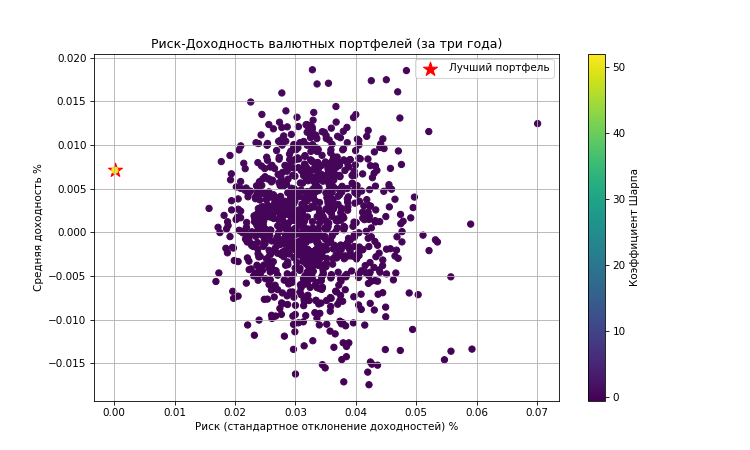 Риск-Доходность валютных портфелей (за три года)
Лучший портфель
Средняя доходность %
0.020
0.015
0.010
0.005
0.000
−0.005
−0.010
−0.015
0.00 0.01 0.02 0.03 0.04 0.05 0.06 0.07
Риск (стандартное отклонение доходностей) %
50
40
30
20
10
0
Коэффициент Шарпа